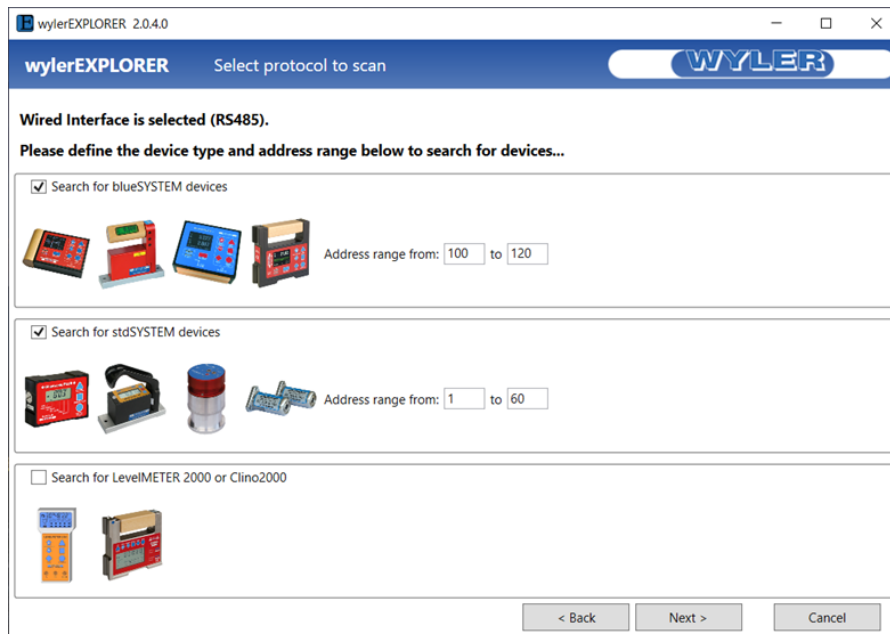 wylerEXPLORER 2.0.4.0
wylerEXPLORER Select protocol to scan WYLER
Wired Interface is selected (RS485).
Please define the device type and address range below to search for devices...
Search for blueSYSTEM devices
Address range from: 100 to 120
Search for stdSYSTEM devices
Address range from: 1 to 60
Search for LevelMETER 2000 or Clino2000
< Back Next > Cancel